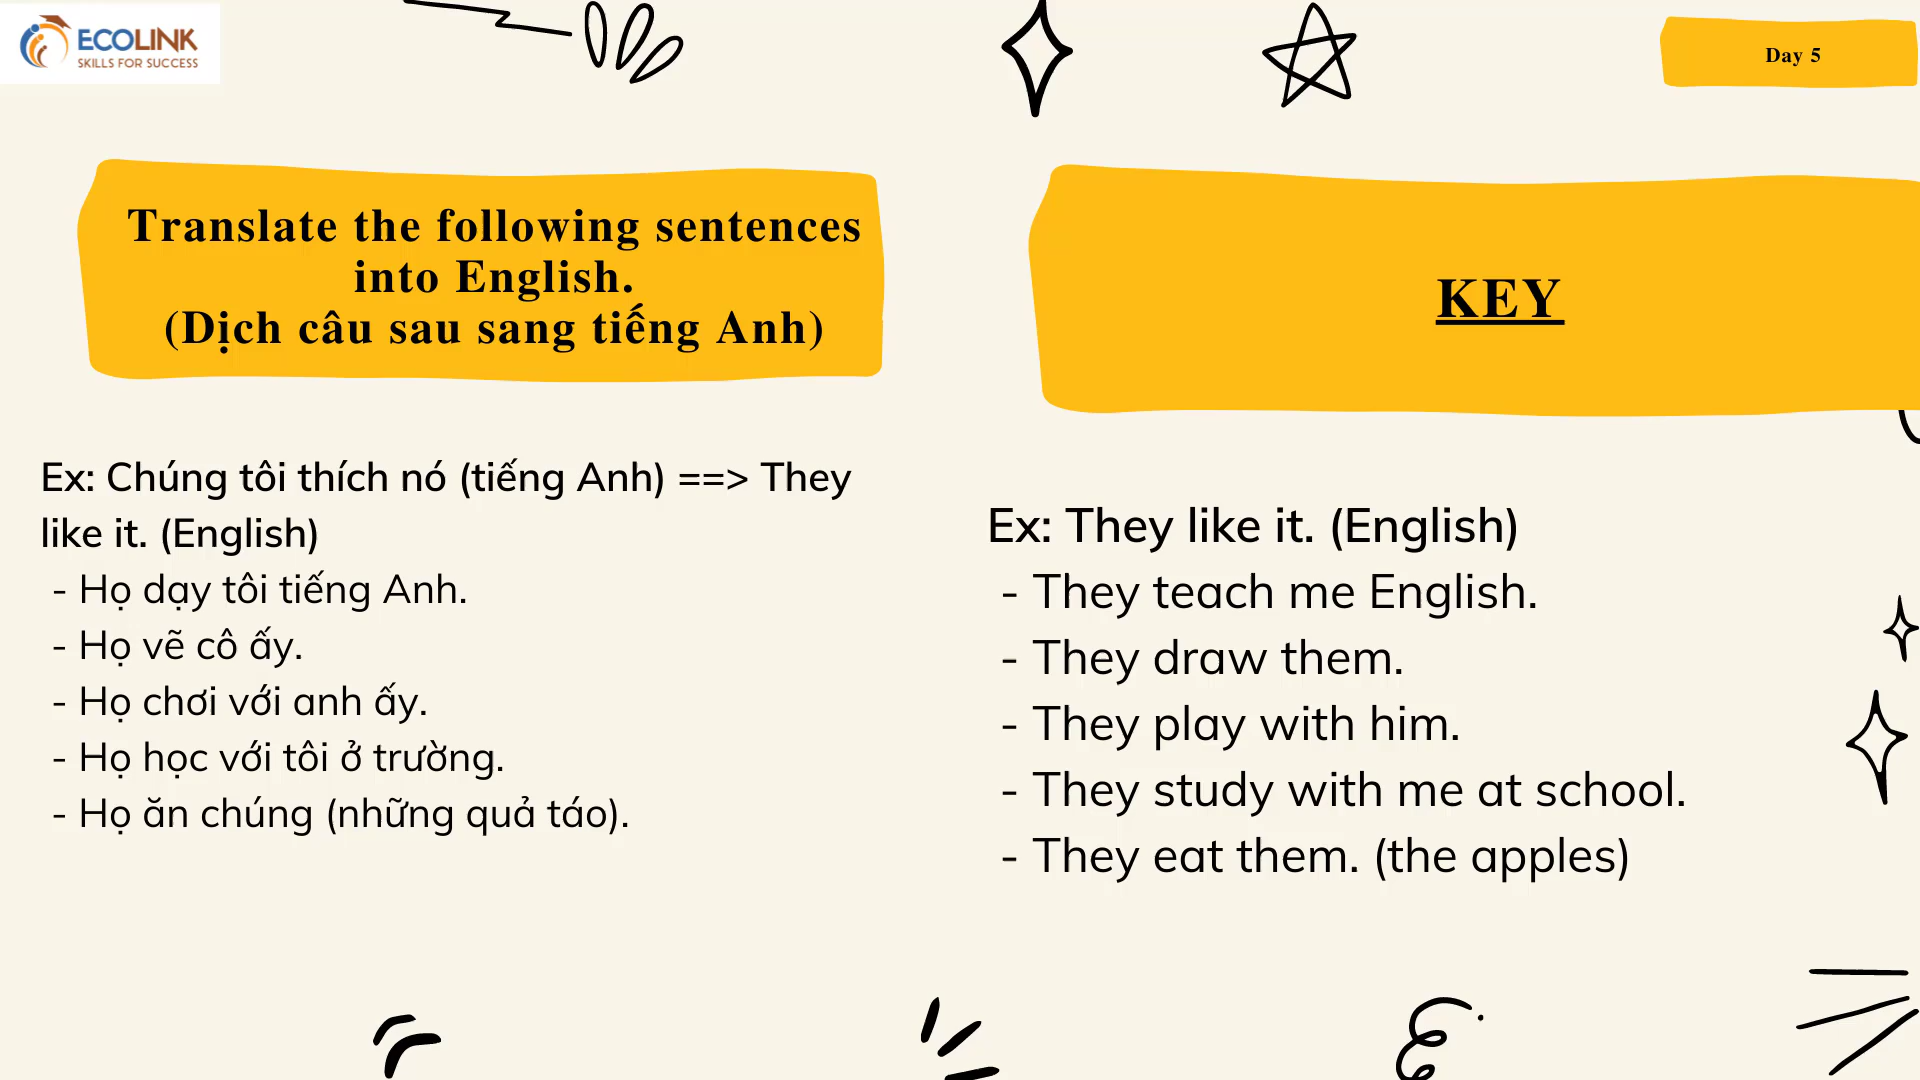 ECOLINK
SKILLS FOR SUCCESS
Day 5
Translate the following sentences
into English.
(Dịch câu sau sang tiếng Anh)
Ex: Chúng tôi thích nó (tiếng Anh) ==> They
like it. (English)
- Họ dạy tôi tiếng Anh.
- Họ vẽ cô ấy.
- Họ chơi với anh ấy.
- Họ học với tôi ở trường.
- Họ ăn chúng (những quả táo).
KEY
Ex: They like it. (English)
- They teach me English.
- They draw them.
- They play with him.
- They study with me at school.
- They eat them. (the apples)